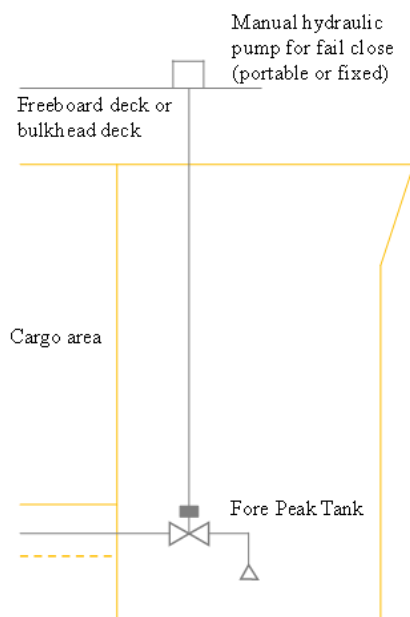 Manual hydraulic
pump for fail close
(portable or fixed)
Freeboard deck or
bulkhead deck
Cargo area
Fore Peak Tank